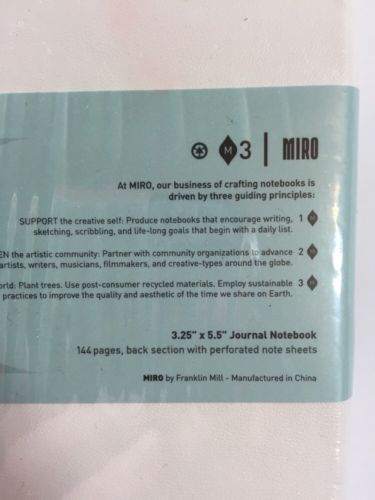 M 3 | MIRO
At MIRO, our business of crafting notebooks is
driven by three guiding principles:
SUPPORT the creative self: Produce notebooks that encourage writing, 1
sketching, scribbling, and life-long goals that begin with a daily list.
EN the artistic community: Partner with community organizations to advance 2
artists, writers, musicians, filmmakers, and creative-types around the globe.
orld: Plant trees. Use post-consumer recycled materials. Employ sustainable 3
practices to improve the quality and aesthetic of the time we share on Earth.
3.25" x 5.5" Journal Notebook
144 pages, back section with perforated note sheets
MIRO by Franklin Mill - Manufactured in China